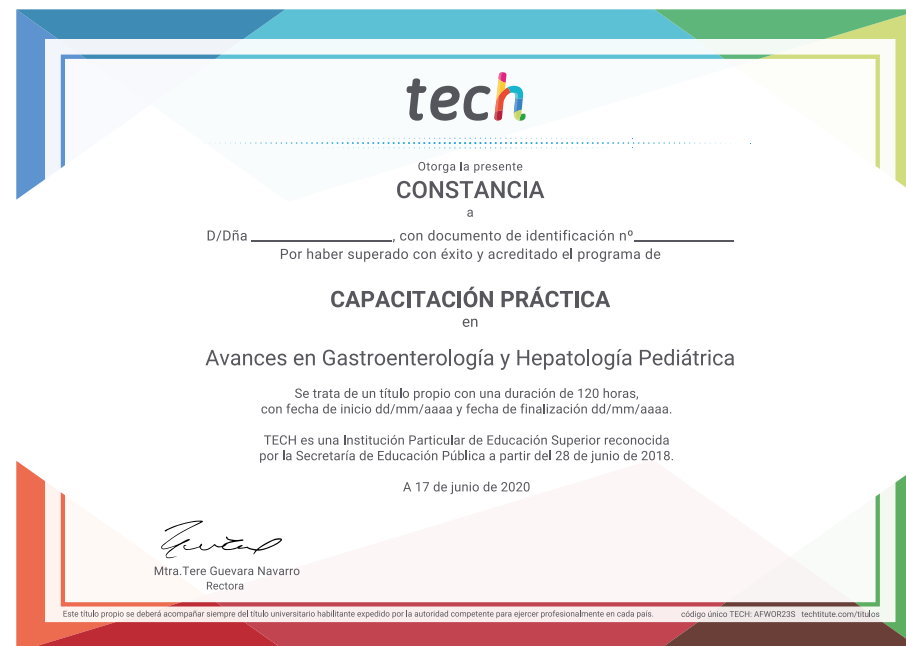 tech
Otorga la presente
CONSTANCIA
a
D/Dña ____________, con documento de identificación nº____________
Por haber superado con éxito y acreditado el programa de
CAPACITACIÓN PRÁCTICA
en
Avances en Gastroenterología y Hepatología Pediátrica
Se trata de un título propio con una duración de 120 horas,
con fecha de inicio dd/mm/aaaa y fecha de finalización dd/mm/aaaa.
TECH es una Institución Particular de Educación Superior reconocida
por la Secretaría de Educación Pública a partir del 28 de junio de 2018.
A 17 de junio de 2020
Mtra.Tere Guevara Navarro
Rectora
Este título propio se deberá acompañar siempre del título universitario habilitante expedido por la autoridad competente para ejercer profesionalmente en cada país. código único TECH: AFWOR23S techtitute.com/titulos